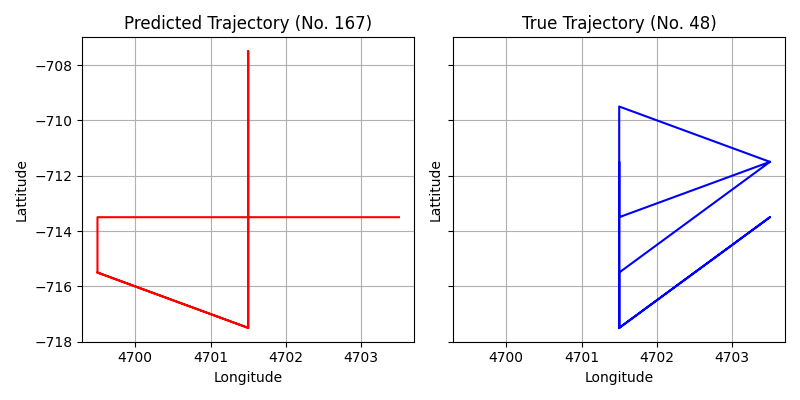 Predicted Trajectory (No. 167)
True Trajectory (No. 48)
−708
−710
−712
−714
−716
−718
Lattitude
Lattitude
4700 4701 4702 4703
4700 4701 4702 4703
Longitude
Longitude